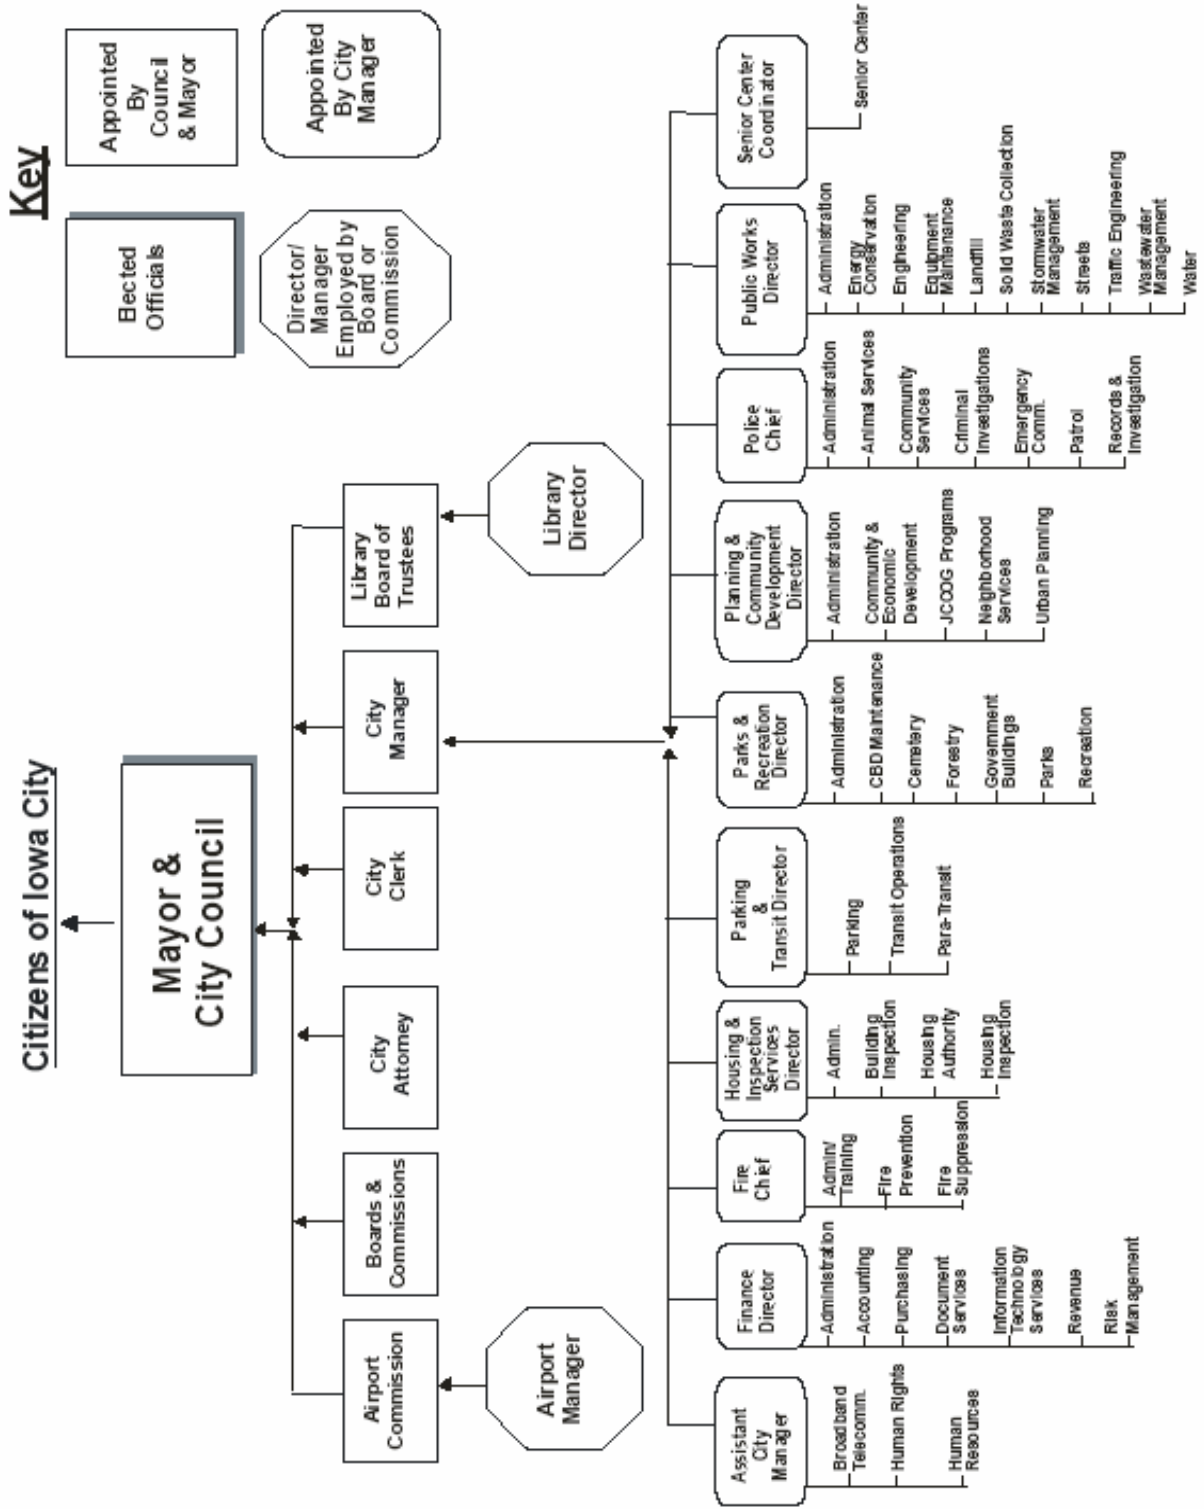 Citizens of Iowa City
Key
Mayor &
City Council
Bected
Officials
Appointed
By
Council
& Mayor
Director/
Manager
Employed by
Board or
Commission
Appointed
By City
Manager
Airport
Commission
Boards &
Commissions
City
Attorney
City
Clerk
City
Manager
Library
Board of
Trustees
Airport
Manager
Library
Director
Assistant
City
Manager
Broadband
Telecomm.
Human Rights
Human
Resources
Finance
Director
Administration
Accounting
Purchasing
Document
Services
Information
Technology
Services
Revenue
Risk
Management
Fire
Chief
Admin/
Training
Fire
Prevention
Fire
Suppression
Housing &
Inspection
Services
Director
Admin.
Building
Inspection
Housing
Authority
Housing
Inspection
Parking
&
Transit Director
Parking
Transit Operations
Para-Transit
Parks &
Recreation
Director
Administration
CBD Maintenance
Cemetery
Forestry
Government
Buildings
Parks
Recreation
Planning &
Community
Development
Director
Administration
Community &
Economic
Development
JCCOG Programs
Neighborhood
Services
Urban Planning
Police
Chief
Administration
Animal Services
Community
Services
Criminal
Investigations
Emergency
Comm.
Patrol
Records &
Investigation
Public Works
Director
Administration
Energy
Conservation
Engineering
Equipment
Maintenance
Landfill
Solid Waste Collection
Stormwater
Management
Streets
Traffic Engineering
Wastewater
Management
Water
Senior Center
Coordinator
Senior Center